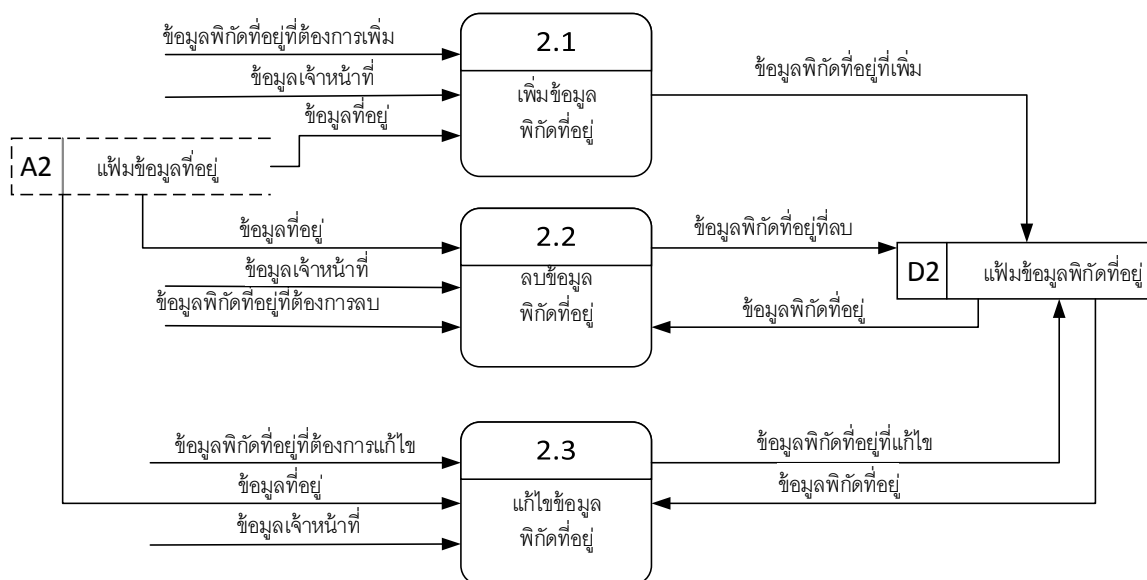 ข้อมูลพิกัดที่อยู่ที่ต้องการเพิ่ม
2.1
ข้อมูลเจ้าหน้าที่
ข้อมูลพิกัดที่อยู่ที่เพิ่ม
เพิ่มข้อมูล
พิกัดที่อยู่
ข้อมูลที่อยู่
A2
แฟ้มข้อมูลที่อยู่
ข้อมูลที่อยู่
2.2
ข้อมูลพิกัดที่อยู่ที่ลบ
ข้อมูลเจ้าหน้าที่
ลบข้อมูล
พิกัดที่อยู่
D2
แฟ้มข้อมูลพิกัดที่อยู่
ข้อมูลพิกัดที่อยู่ที่ต้องการลบ
ข้อมูลพิกัดที่อยู่
ข้อมูลพิกัดที่อยู่ที่ต้องการแก้ไข
2.3
ข้อมูลพิกัดที่อยู่ที่แก้ไข
ข้อมูลที่อยู่
ข้อมูลพิกัดที่อยู่
แก้ไขข้อมูล
พิกัดที่อยู่
ข้อมูลเจ้าหน้าที่